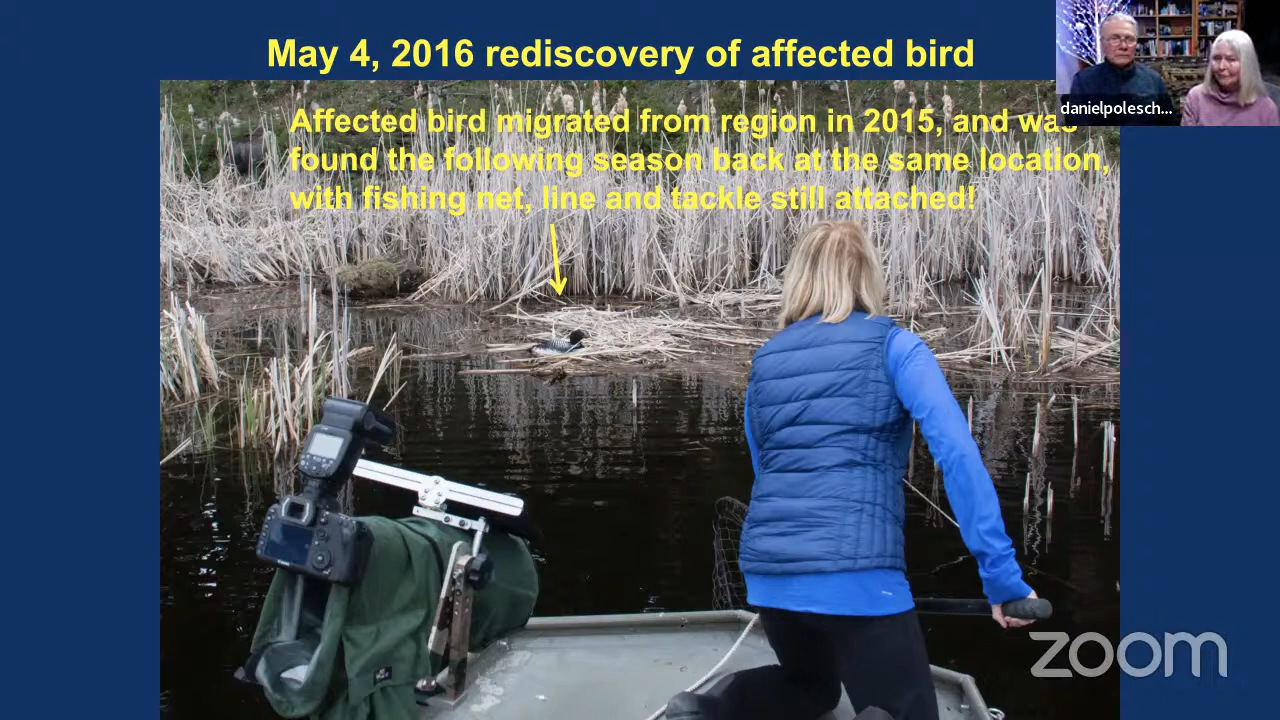 May 4, 2016 rediscovery of affected bird
Affected bird migrated from region in 2015, and was
found the following season back at the same location,
with fishing net, line and tackle still attached!
danielpolesch...
zoom